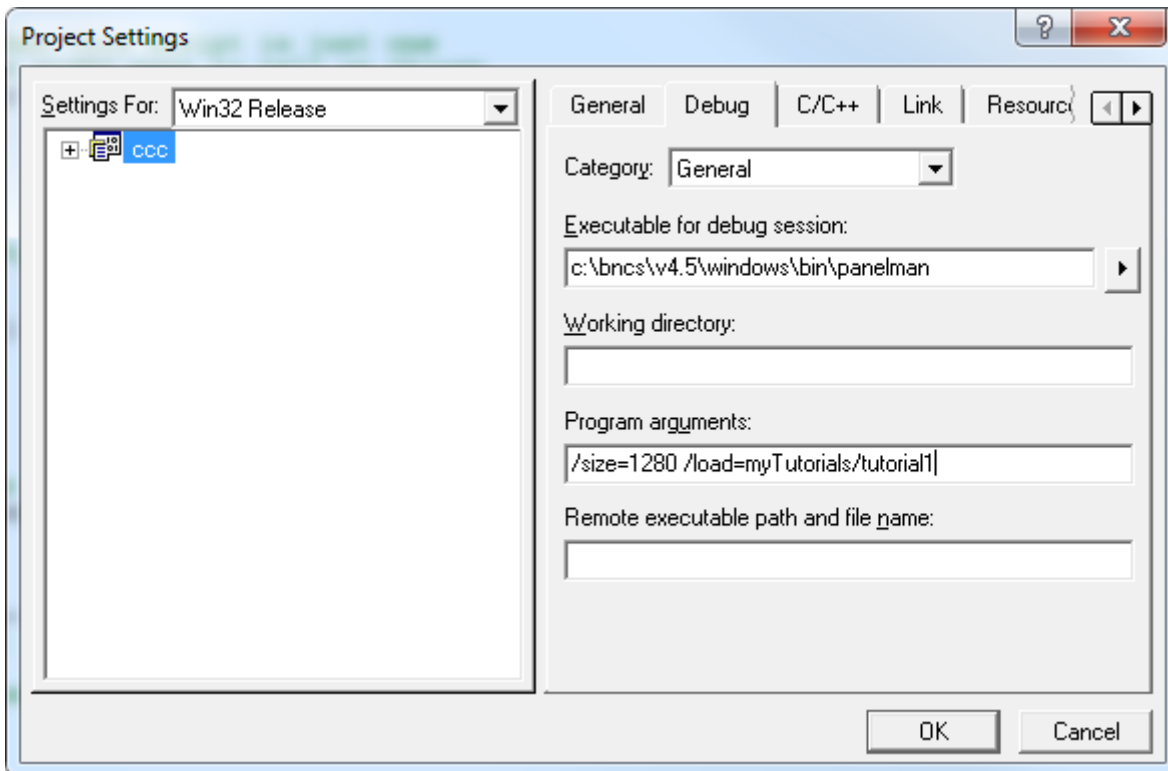 Project Settings
Settings For: Win32 Release
ccc
General Debug C/C++ Link
Category: General
Executable for debug session:
c:\bncs\v4.5\windows\bin\panelman
Working directory:
Program arguments:
/size=1280 /load=myTutorials/tutorial1
Remote executable path and file name:
OK Cancel